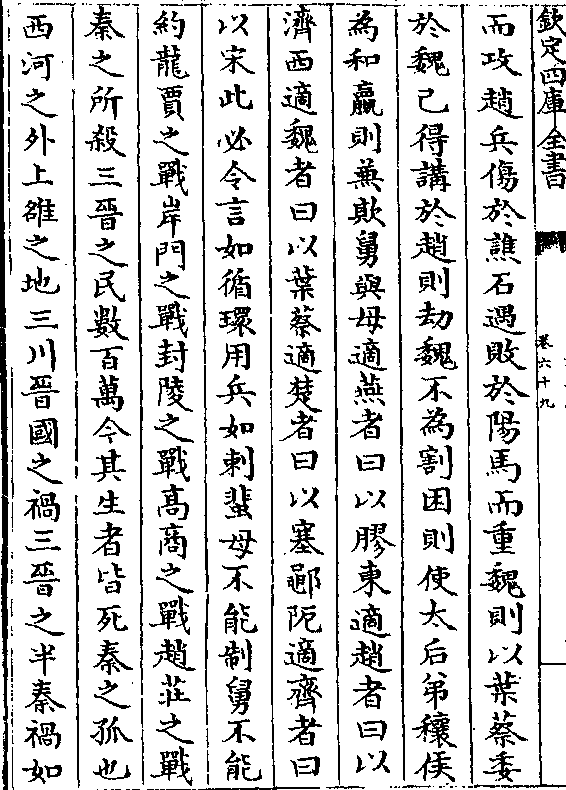 欽定四庫全書
卷六十九
而攻趙兵傷於譙石遇敗於陽馬而重魏則以葉蔡委
於魏己得講於趙則劫魏不為割困則使太后弟穰侯
為和嬴則兼欺舅與母適燕者曰以膠東適趙者曰以
濟西適魏者曰以葉蔡適楚者曰以塞鄳阨適齊者曰
以宋此必令言如循環用兵如刺蜚母不能制舅不能
約龍賈之戰岸門之戰封陵之戰高商之戰趙莊之戰
秦之所殺三晉之民數百萬今其生者皆死秦之孤也
西河之外上雒之地三川晉國之禍三晉之半秦禍如